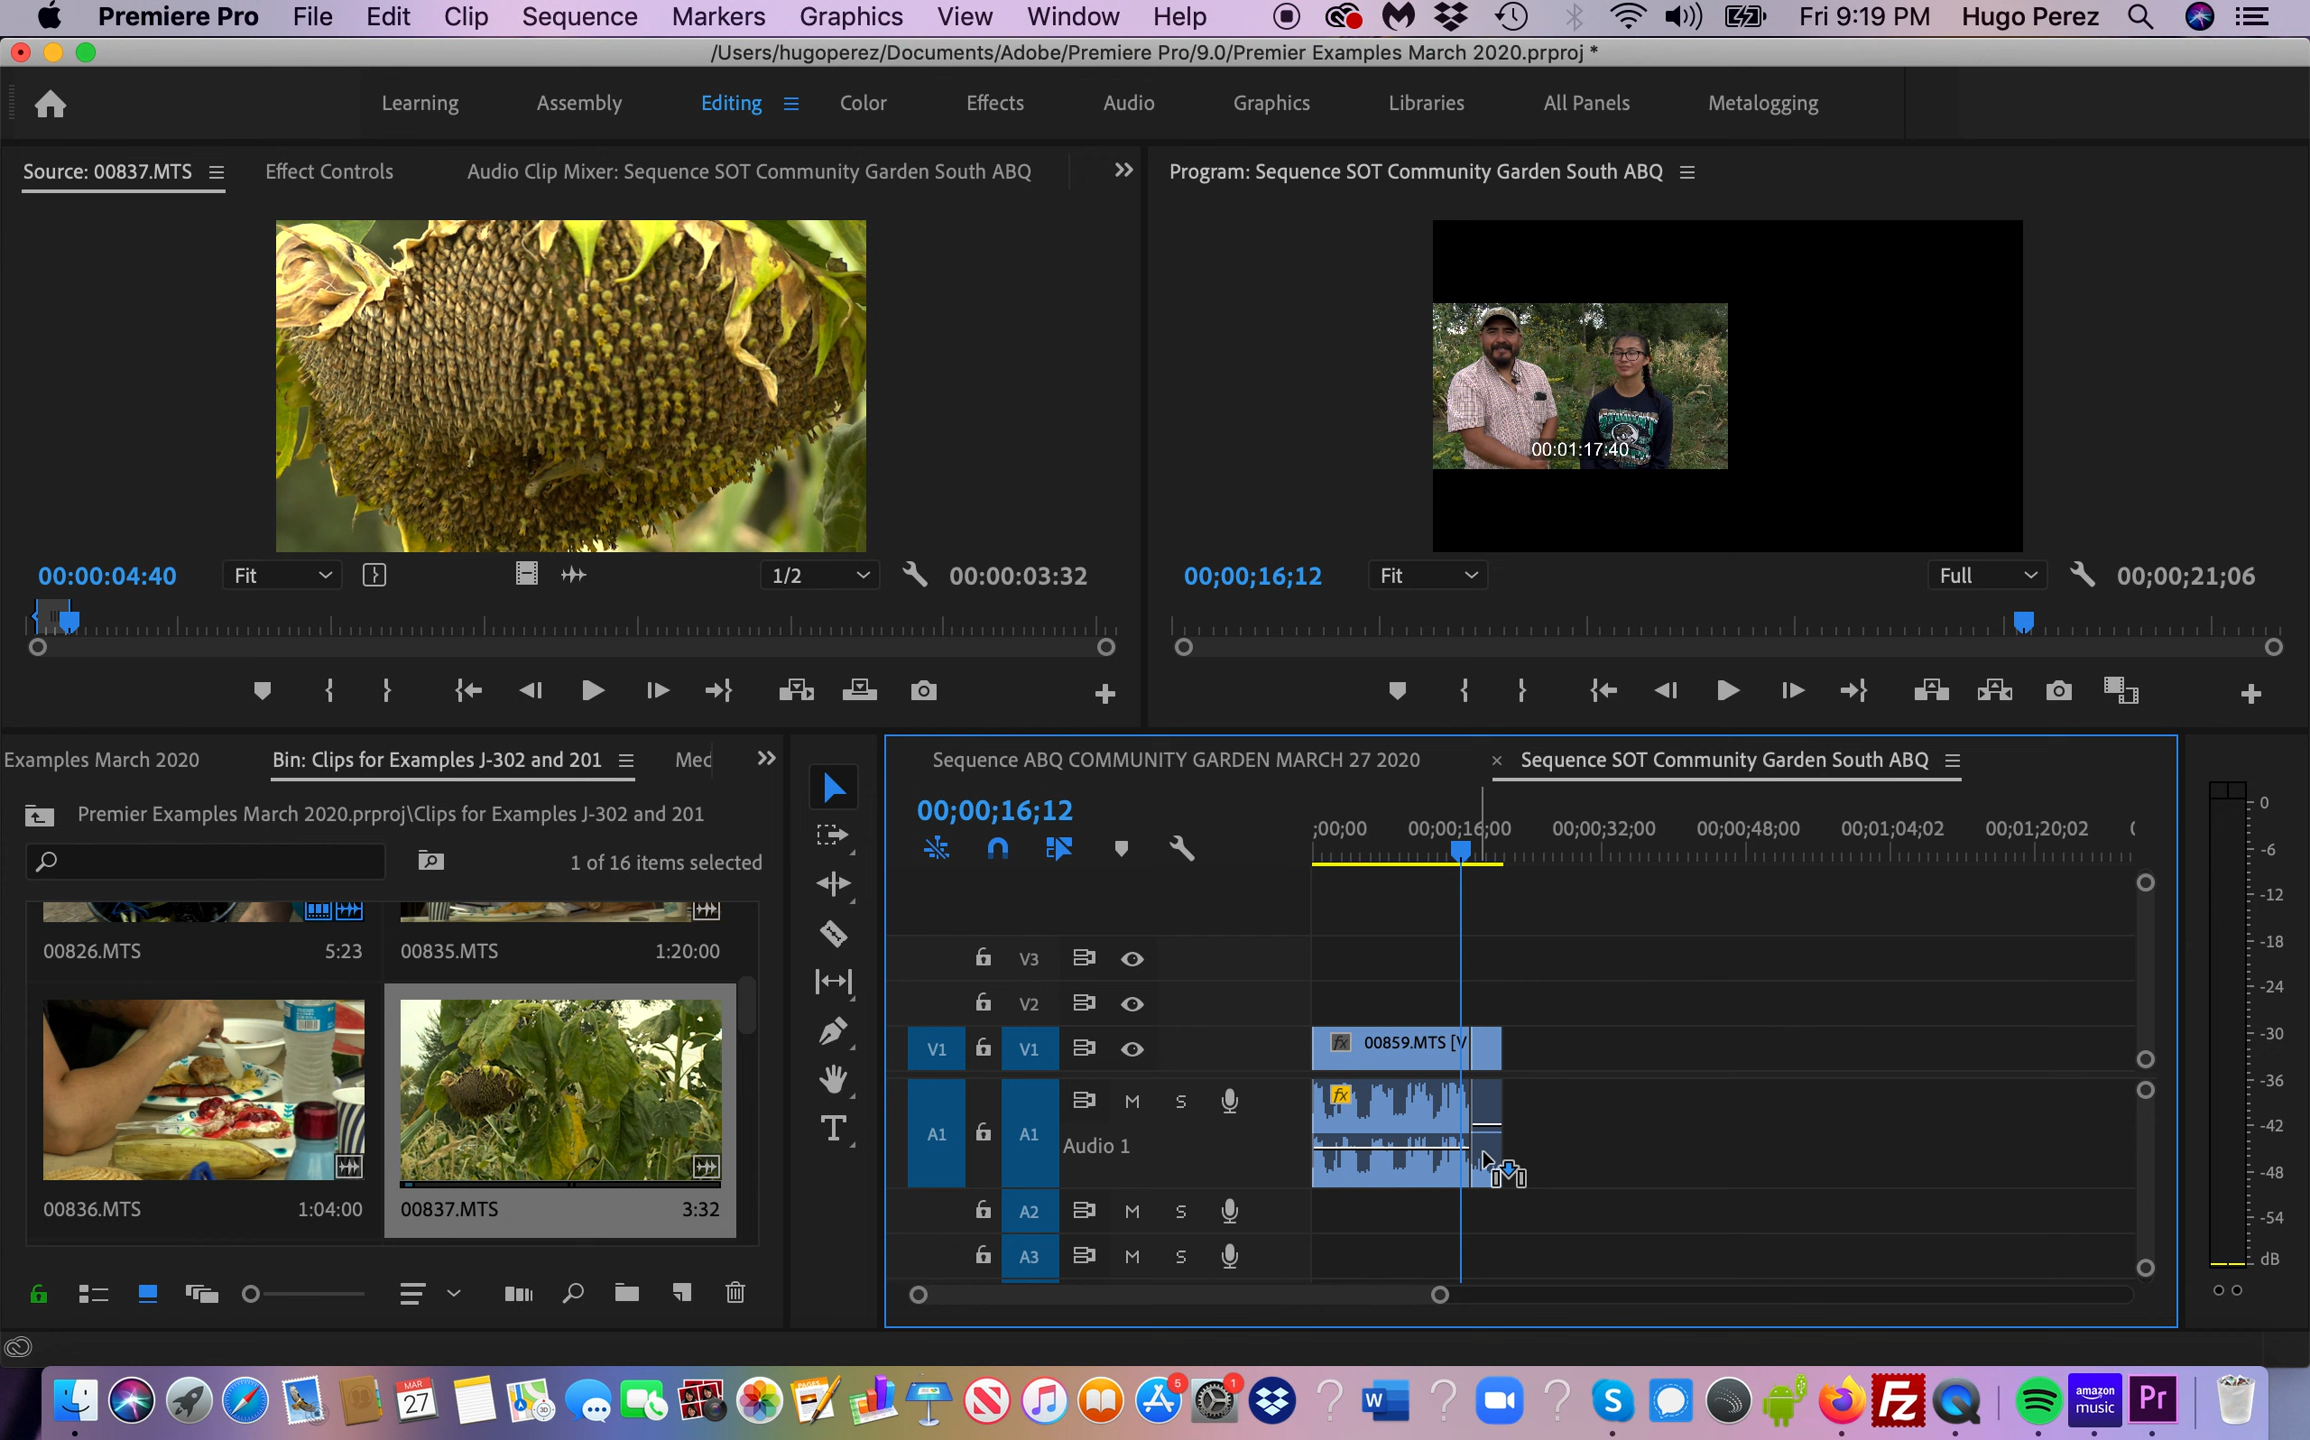 Premiere Pro File Edit Clip Sequence Markers Graphics View Window Help Fri 9:19 PM Hugo Perez
/Users/hugoperez/Documents/Adobe/Premiere Pro/9.0/Premier Examples March 2020.prproj *
Learning Assembly Editing Color Effects Audio Graphics Libraries All Panels Metalogging
Source: 00837.MTS Effect Controls Audio Clip Mixer: Sequence SOT Community Garden South ABQ
Program: Sequence SOT Community Garden South ABQ
00:01:17:40
00:00:04:40 Fit 1/2 00:00:03:32
00;00;16;12 Fit Full 00;00;21;06
Examples March 2020 Bin: Clips for Examples J-302 and 201 Med
Premier Examples March 2020.prproj\Clips for Examples J-302 and 201
1 of 16 items selected
00826.MTS 5:23
00835.MTS 1:20:00
00836.MTS 1:04:00
00837.MTS 3:32
Sequence ABQ COMMUNITY GARDEN MARCH 27 2020 × Sequence SOT Community Garden South ABQ
00;00;16;12
;00;00 00;00;16;00 00;00;32;00 00;00;48;00 00;01;04;02 00;01;20;02
V3
V2
V1 V1 fx 00859.MTS [V
A1 A1 M S fx
Audio 1
A2 M S
A3 M S
0
-6
-12
-18
-24
-30
-36
-42
-48
-54
dB
MAR
27
5
1
W
S
Fz
amazon
music
Pr